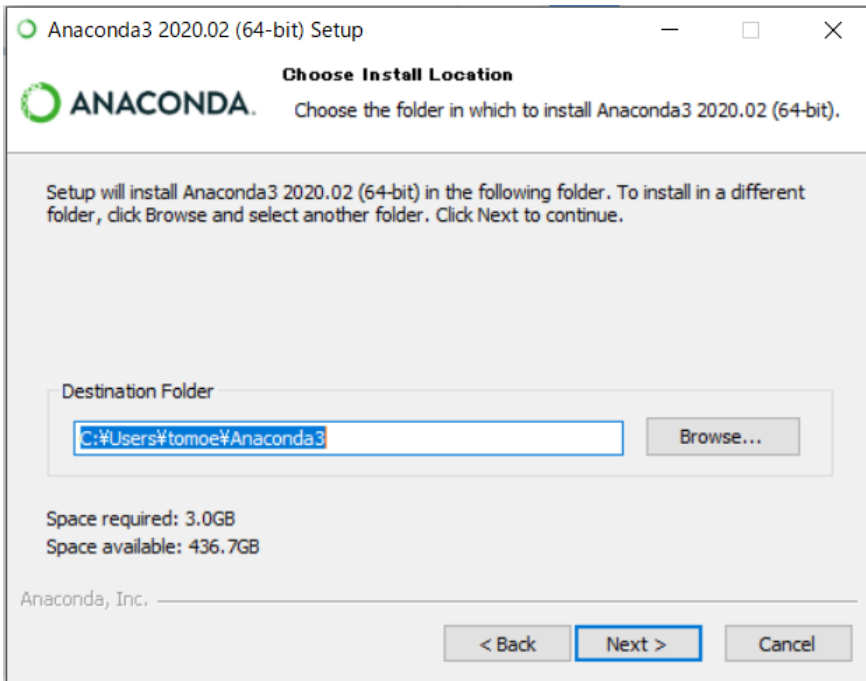 Anaconda3 2020.02 (64-bit) Setup
ANACONDA.
Choose Install Location
Choose the folder in which to install Anaconda3 2020.02 (64-bit).
Setup will install Anaconda3 2020.02 (64-bit) in the following folder. To install in a different
folder, click Browse and select another folder. Click Next to continue.
Destination Folder
C:¥Users¥tomoe¥Anaconda3
Browse...
Space required: 3.0GB
Space available: 436.7GB
Anaconda, Inc.
< Back
Next >
Cancel